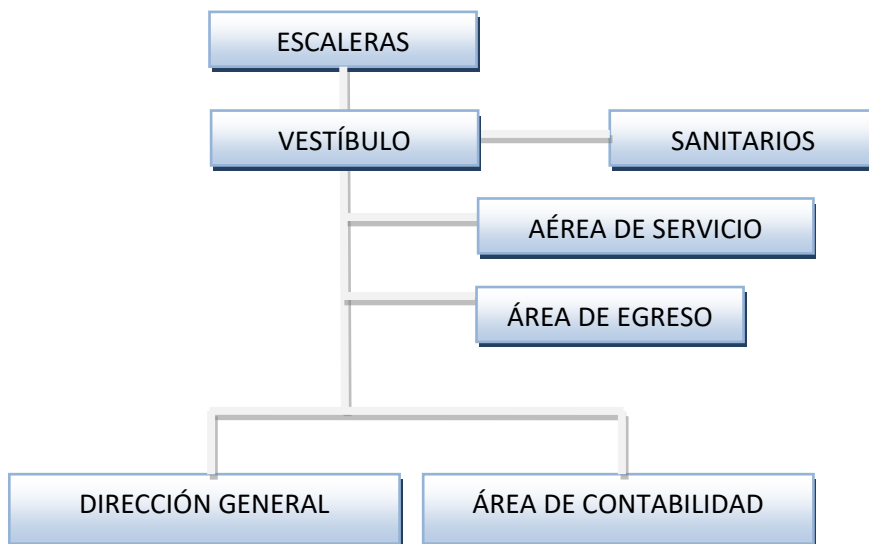 ESCALERAS
VESTÍBULO
SANITARIOS
AÉREA DE SERVICIO
ÁREA DE EGRESO
DIRECCIÓN GENERAL
ÁREA DE CONTABILIDAD